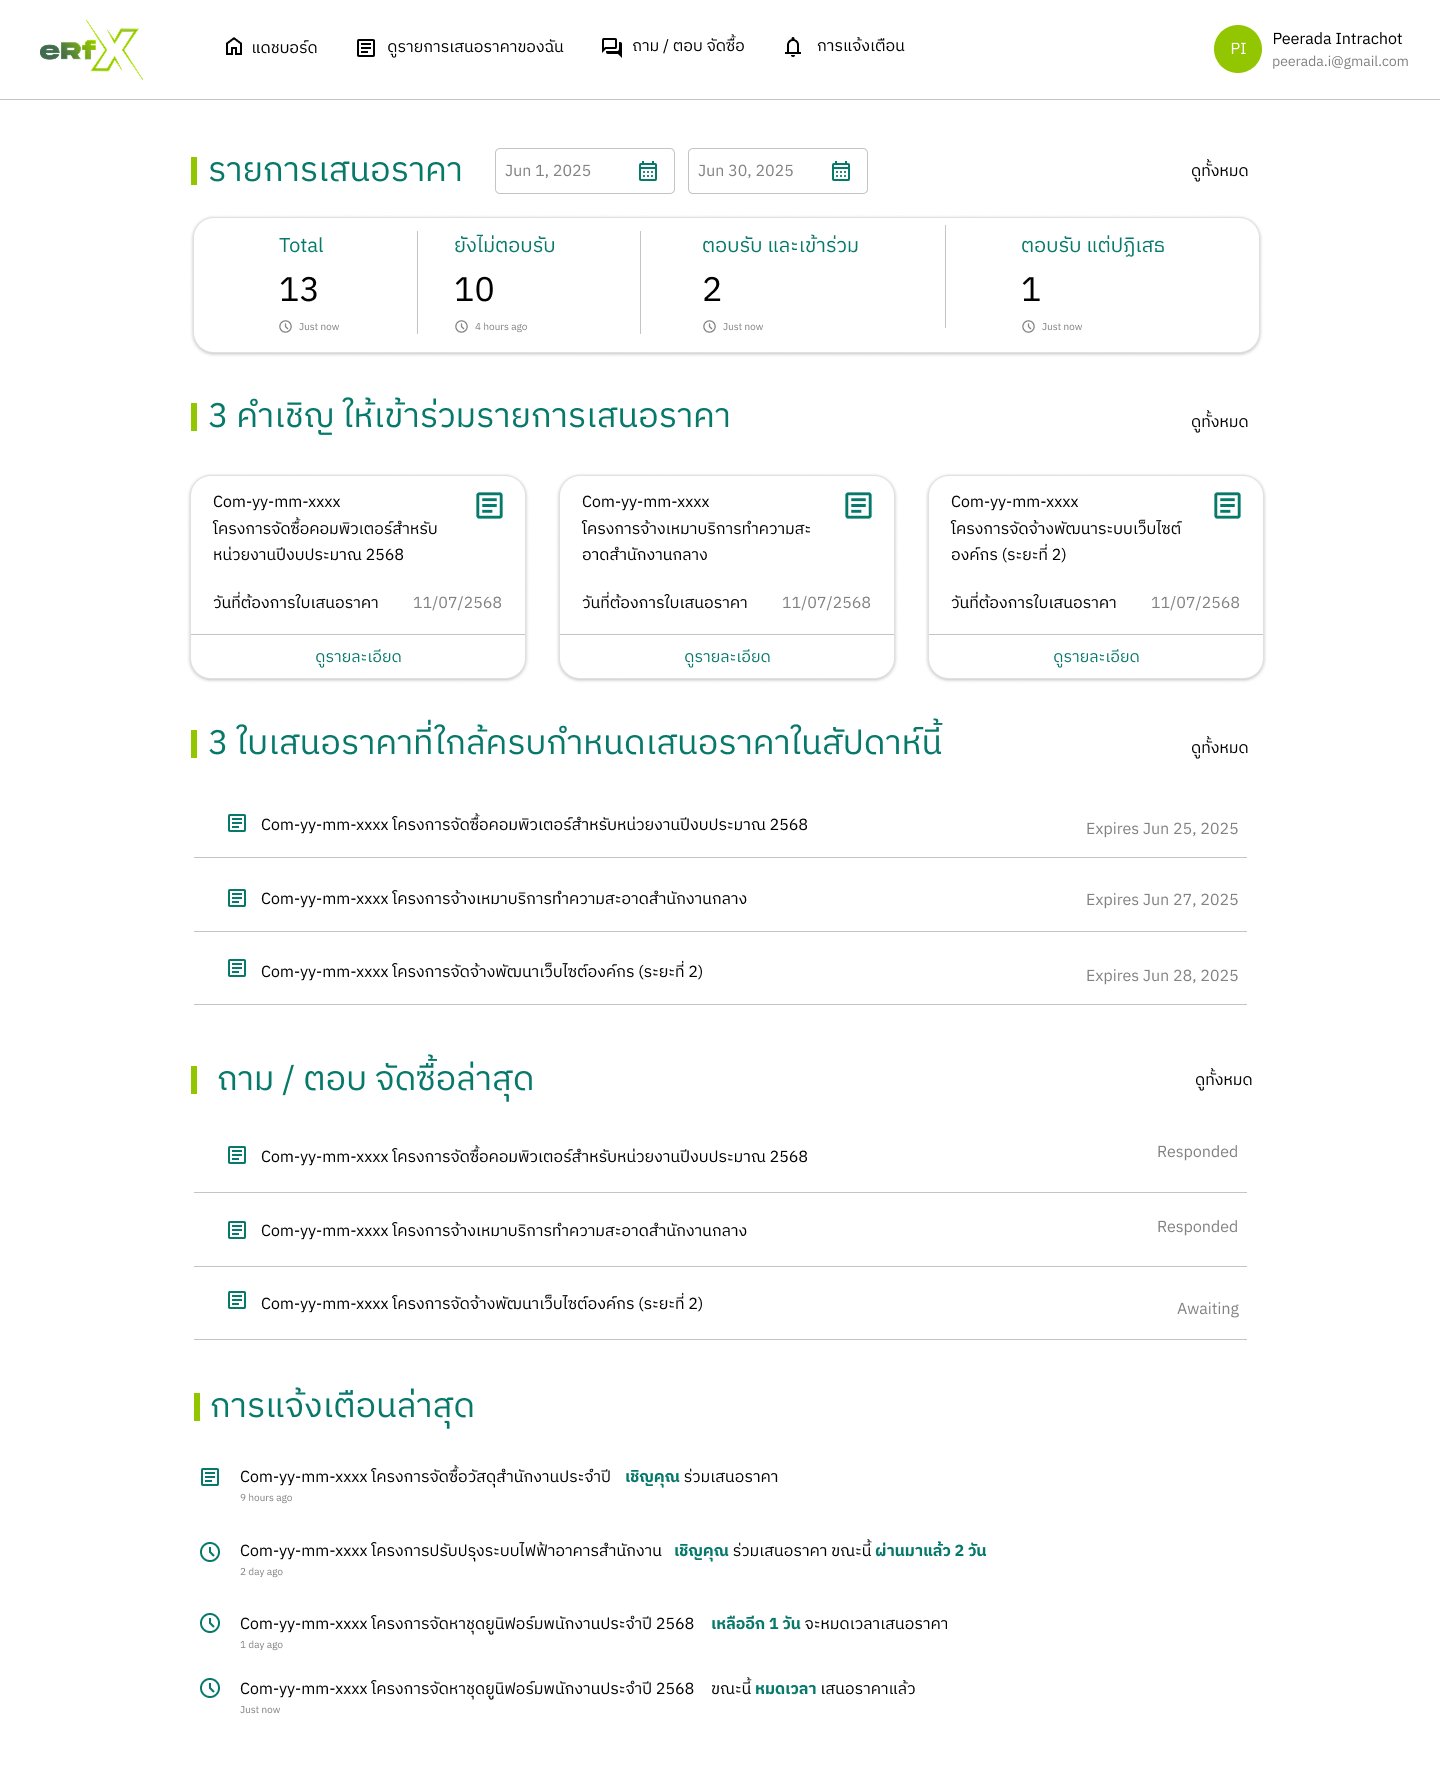 eRfX
แดชบอร์ด
ดูรายการเสนอราคาของฉัน
ถาม / ตอบ จัดซื้อ
การแจ้งเตือน
PI
Peerada Intrachot
peerada.i@gmail.com
รายการเสนอราคา
Jun 1, 2025
Jun 30, 2025
ดูทั้งหมด
Total
13
Just now
ยังไม่ตอบรับ
10
4 hours ago
ตอบรับ และเข้าร่วม
2
Just now
ตอบรับ แต่ปฏิเสธ
1
Just now
3 คำเชิญ ให้เข้าร่วมรายการเสนอราคา
ดูทั้งหมด
Com-yy-mm-xxxx
โครงการจัดซื้อคอมพิวเตอร์สำหรับ
หน่วยงานปีงบประมาณ 2568
วันที่ต้องการใบเสนอราคา 11/07/2568
ดูรายละเอียด
Com-yy-mm-xxxx
โครงการจ้างเหมาบริการทำความสะ
อาดสำนักงานกลาง
วันที่ต้องการใบเสนอราคา 11/07/2568
ดูรายละเอียด
Com-yy-mm-xxxx
โครงการจัดจ้างพัฒนาระบบเว็บไซต์
องค์กร (ระยะที่ 2)
วันที่ต้องการใบเสนอราคา 11/07/2568
ดูรายละเอียด
3 ใบเสนอราคาที่ใกล้ครบกำหนดเสนอราคาในสัปดาห์นี้
ดูทั้งหมด
Com-yy-mm-xxxx โครงการจัดซื้อคอมพิวเตอร์สำหรับหน่วยงานปีงบประมาณ 2568
Expires Jun 25, 2025
Com-yy-mm-xxxx โครงการจ้างเหมาบริการทำความสะอาดสำนักงานกลาง
Expires Jun 27, 2025
Com-yy-mm-xxxx โครงการจัดจ้างพัฒนาเว็บไซต์องค์กร (ระยะที่ 2)
Expires Jun 28, 2025
ถาม / ตอบ จัดซื้อล่าสุด
ดูทั้งหมด
Com-yy-mm-xxxx โครงการจัดซื้อคอมพิวเตอร์สำหรับหน่วยงานปีงบประมาณ 2568
Responded
Com-yy-mm-xxxx โครงการจ้างเหมาบริการทำความสะอาดสำนักงานกลาง
Responded
Com-yy-mm-xxxx โครงการจัดจ้างพัฒนาเว็บไซต์องค์กร (ระยะที่ 2)
Awaiting
การแจ้งเตือนล่าสุด
Com-yy-mm-xxxx โครงการจัดซื้อวัสดุสำนักงานประจำปี เชิญคุณ ร่วมเสนอราคา
9 hours ago
Com-yy-mm-xxxx โครงการปรับปรุงระบบไฟฟ้าอาคารสำนักงาน เชิญคุณ ร่วมเสนอราคา ขณะนี้ ผ่านมาแล้ว 2 วัน
2 day ago
Com-yy-mm-xxxx โครงการจัดหาชุดยูนิฟอร์มพนักงานประจำปี 2568 เหลืออีก 1 วัน จะหมดเวลาเสนอราคา
1 day ago
Com-yy-mm-xxxx โครงการจัดหาชุดยูนิฟอร์มพนักงานประจำปี 2568 ขณะนี้ หมดเวลา เสนอราคาแล้ว
Just now